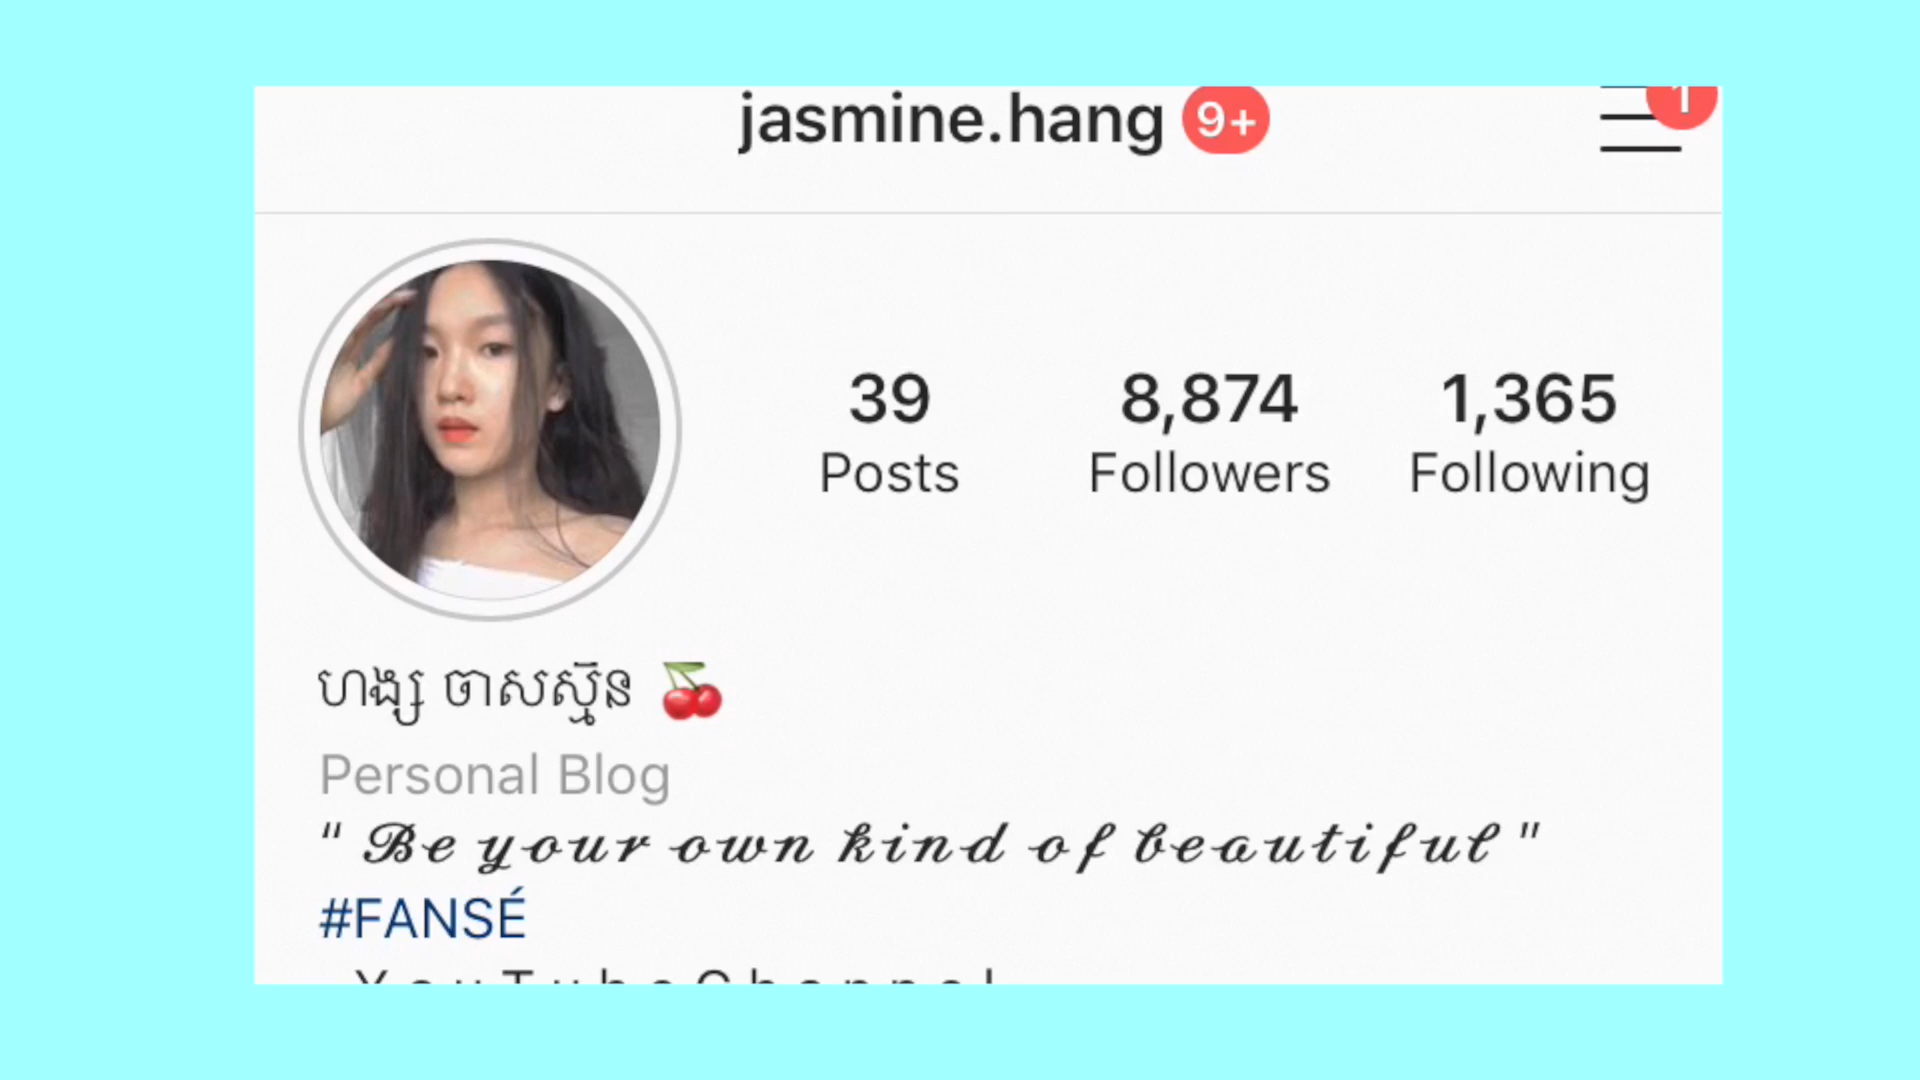 jasmine.hang 9+
1
39 8,874 1,365
Posts Followers Following
ហង្ស ចាសស្មីន 🍒
Personal Blog
“ 𝓑𝓮 𝔂𝓸𝓾𝓻 𝓸𝔀𝓷 𝓴𝓲𝓷𝓭 𝓸𝓯 𝓫𝓮𝓪𝓾𝓽𝓲𝓯𝓾𝓵 ”
#FANSÉ
Y o u T u b e C h a n n e l